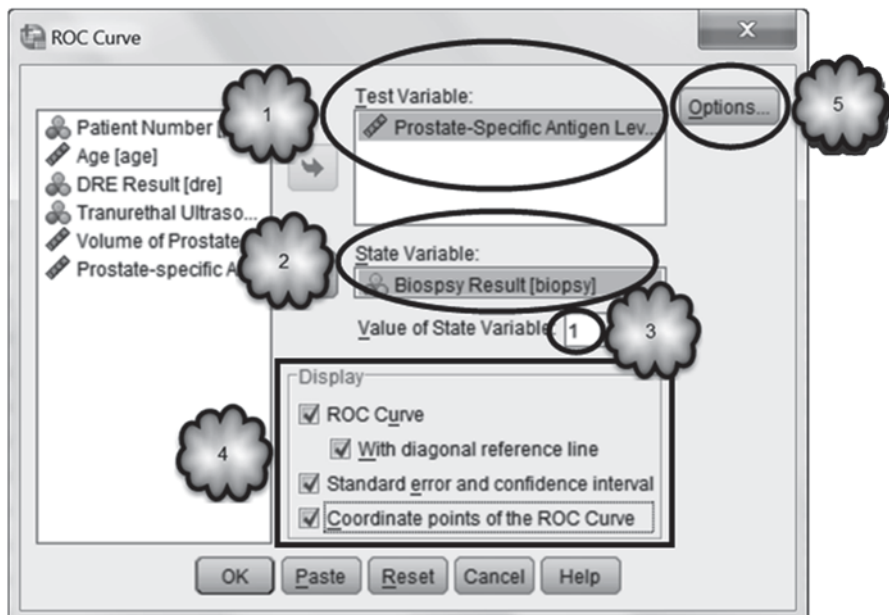 ROC Curve
1
Test Variable:
Prostate-Specific Antigen Lev...
Options...
5
Patient Number [
Age [age]
DRE Result [dre]
Tranurethal Ultraso...
Volume of Prostate
Prostate-specific A
2
State Variable:
Biospsy Result [biopsy]
Value of State Variable: 1
3
Display
4
ROC Curve
With diagonal reference line
Standard error and confidence interval
Coordinate points of the ROC Curve
OK
Paste
Reset
Cancel
Help